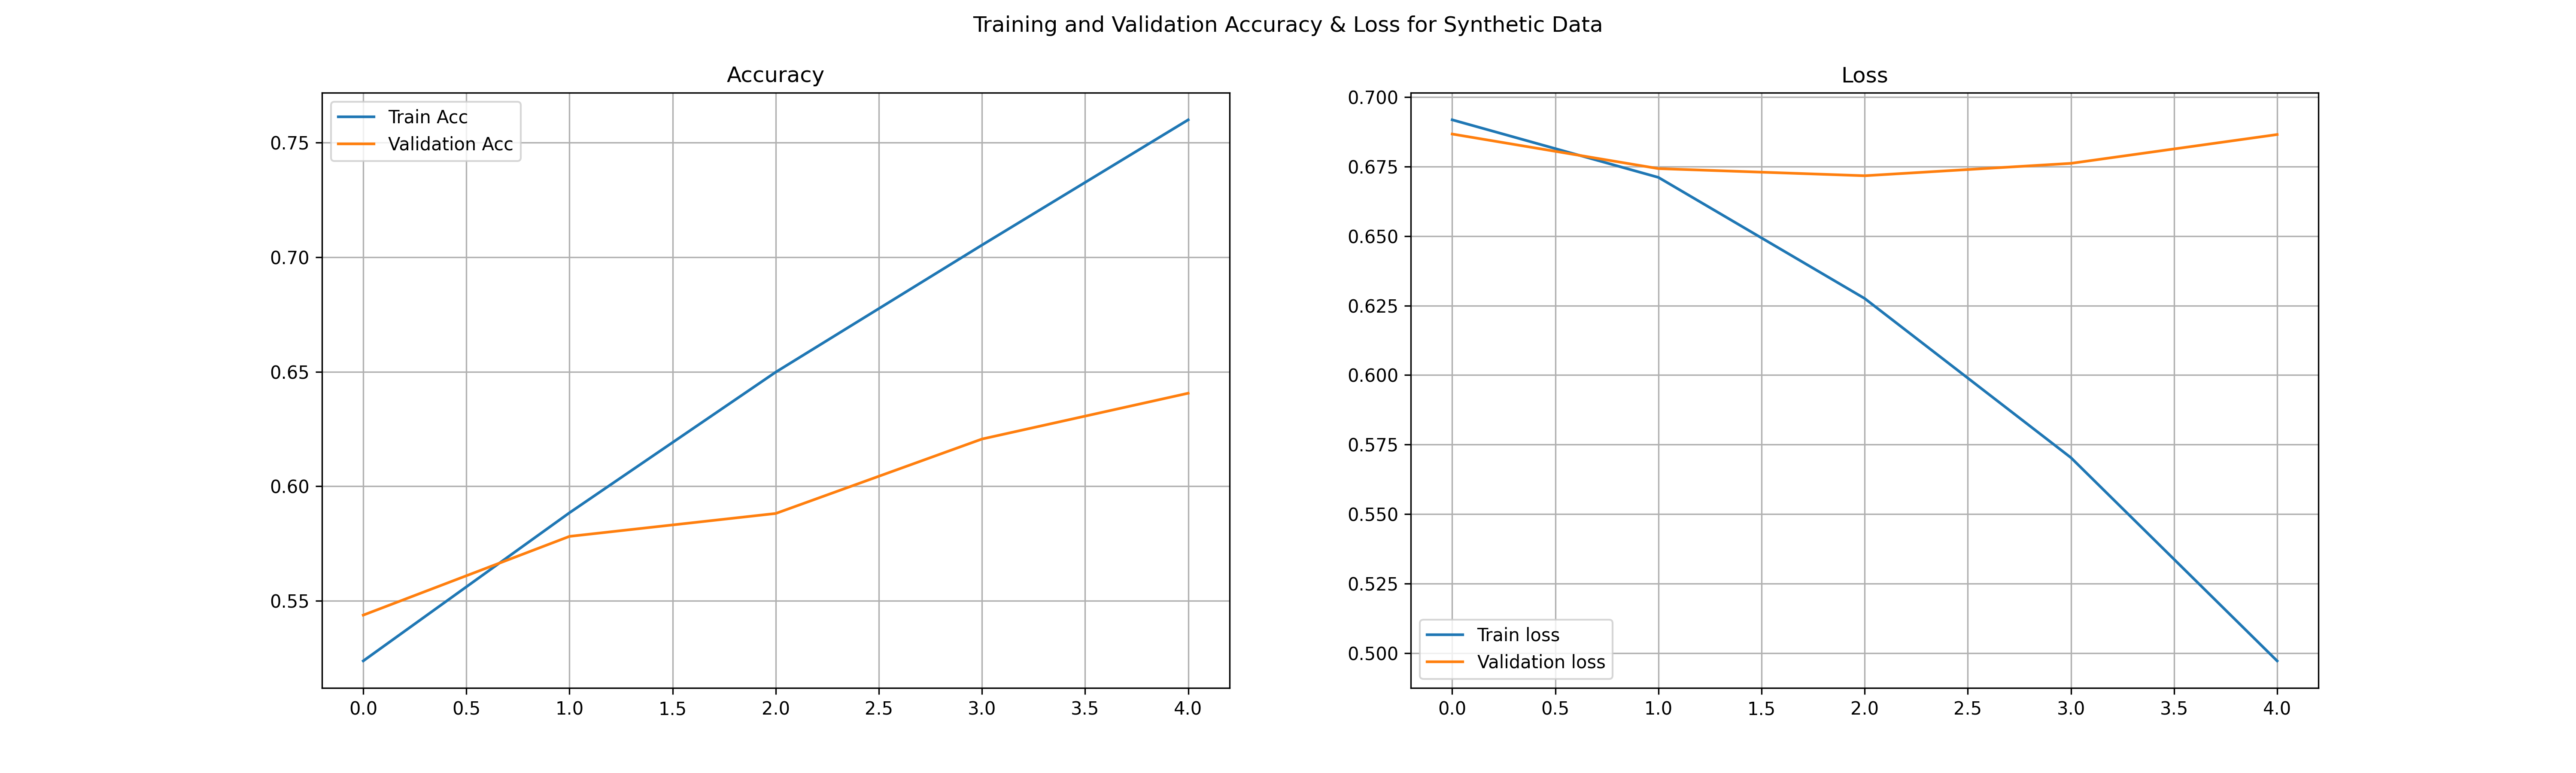 Training and Validation Accuracy & Loss for Synthetic Data
Accuracy
Train Acc
Validation Acc
0.75
0.70
0.65
0.60
0.55
0.0 0.5 1.0 1.5 2.0 2.5 3.0 3.5 4.0
Loss
0.700
0.675
0.650
0.625
0.600
0.575
0.550
0.525
0.500
Train loss
Validation loss
0.0 0.5 1.0 1.5 2.0 2.5 3.0 3.5 4.0